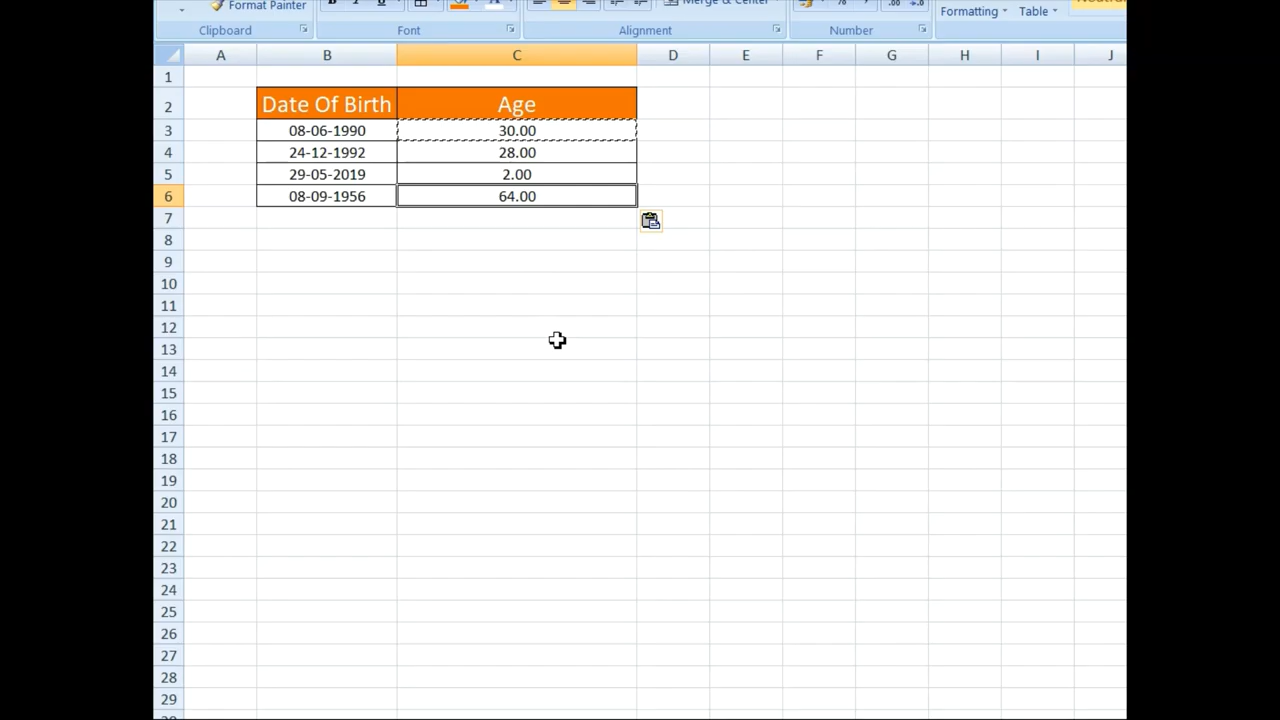 Format Painter
Merge & Center
Formatting Table
Clipboard Font Alignment Number
A B C D E F G H I J
1
2 Date Of Birth Age
3 08-06-1990 30.00
4 24-12-1992 28.00
5 29-05-2019 2.00
6 08-09-1956 64.00
7
8
9
10
11
12
13
14
15
16
17
18
19
20
21
22
23
24
25
26
27
28
29